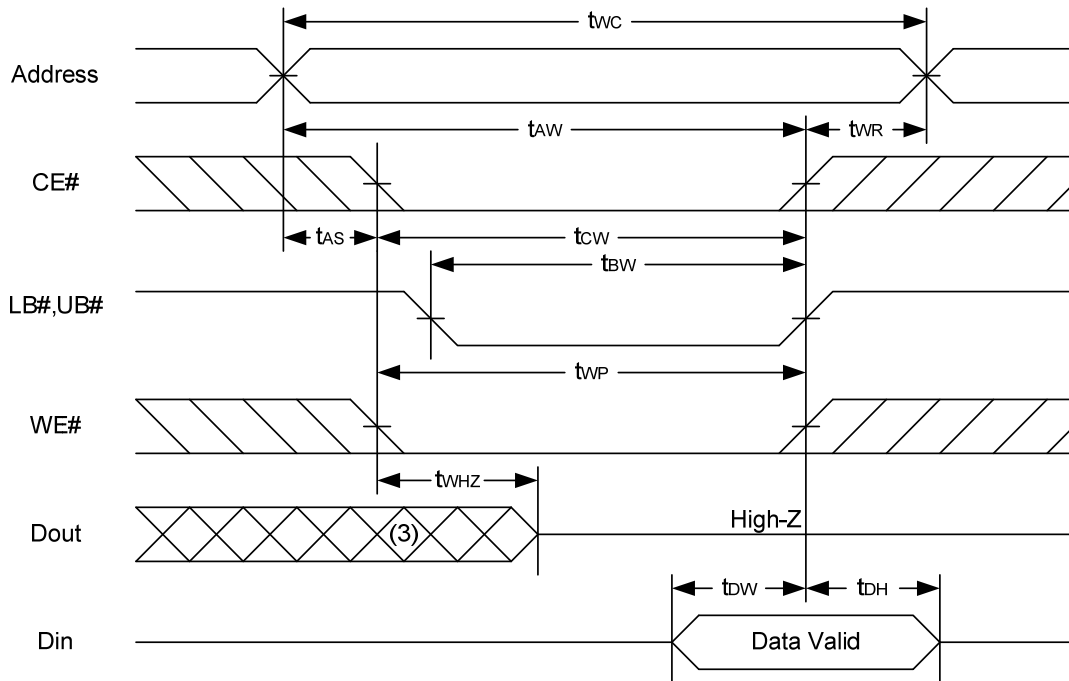 tWC
Address
tAW
tWR
CE#
tAS
tCW
tBW
LB#,UB#
tWP
WE#
tWHZ
Dout
(3)
High-Z
tDW
tDH
Din
Data Valid